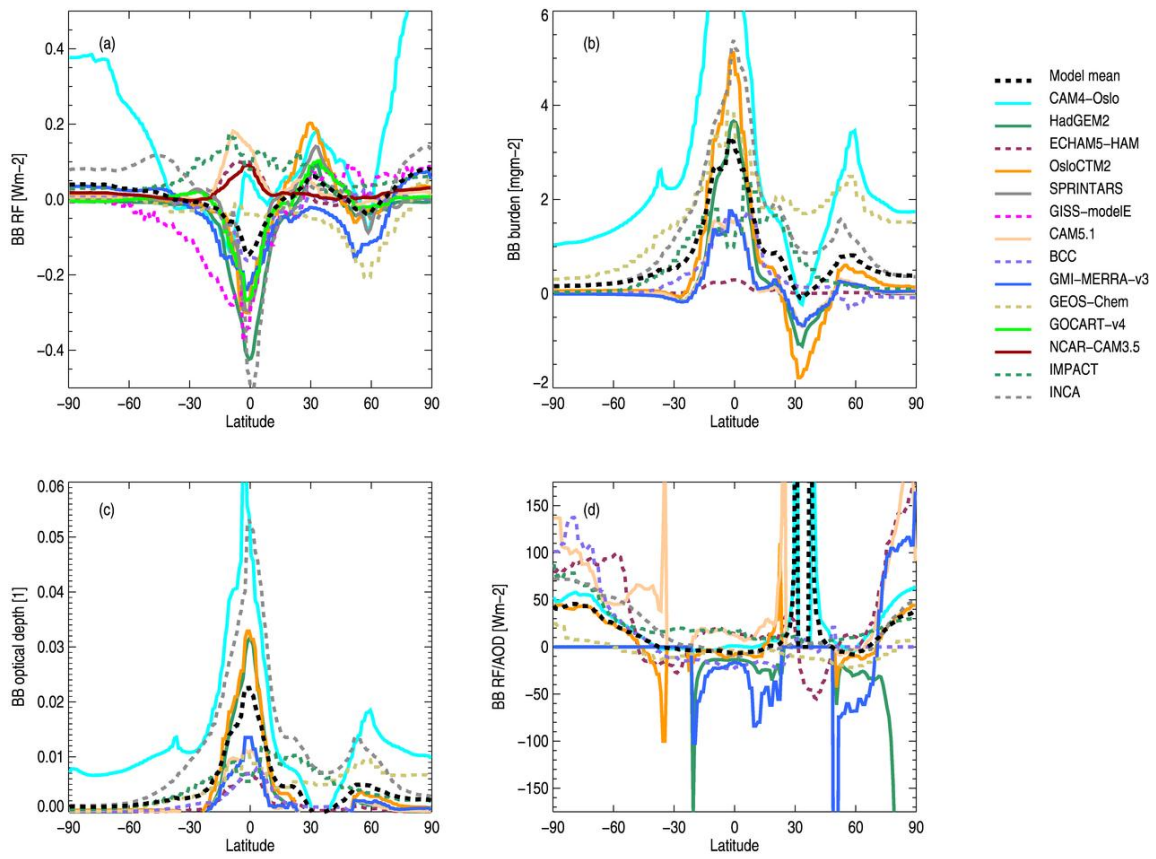 (a)
BB RF [Wm−2]
0.4
0.2
0.0
−0.2
−0.4
−90 −60 −30 0 30 60 90
Latitude
(b)
BB burden [mgm−2]
6
4
2
0
−2
−90 −60 −30 0 30 60 90
Latitude
Model mean
CAM4−Oslo
HadGEM2
ECHAM5−HAM
OsloCTM2
SPRINTARS
GISS−modelE
CAM5.1
BCC
GMI−MERRA−v3
GEOS−Chem
GOCART−v4
NCAR−CAM3.5
IMPACT
INCA
(c)
BB optical depth [1]
0.06
0.05
0.04
0.03
0.02
0.01
0.00
−90 −60 −30 0 30 60 90
Latitude
(d)
BB RF/AOD [Wm−2]
150
100
50
0
−50
−100
−150
−90 −60 −30 0 30 60 90
Latitude